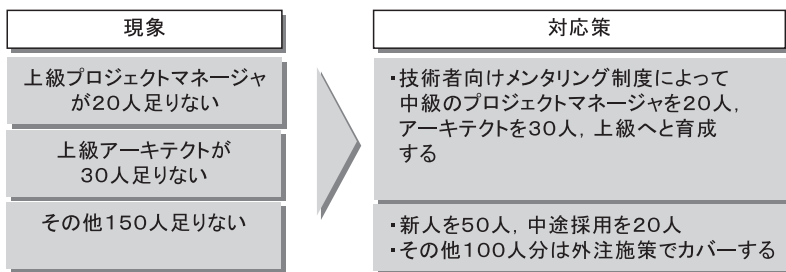 現象
上級プロジェクトマネージャ
が20人足りない
上級アーキテクトが
30人足りない
その他150人足りない
対応策
・技術者向けメンタリング制度によって
中級のプロジェクトマネージャを20人，
アーキテクトを30人，上級へと育成
する
・新人を50人，中途採用を20人
・その他100人分は外注施策でカバーする